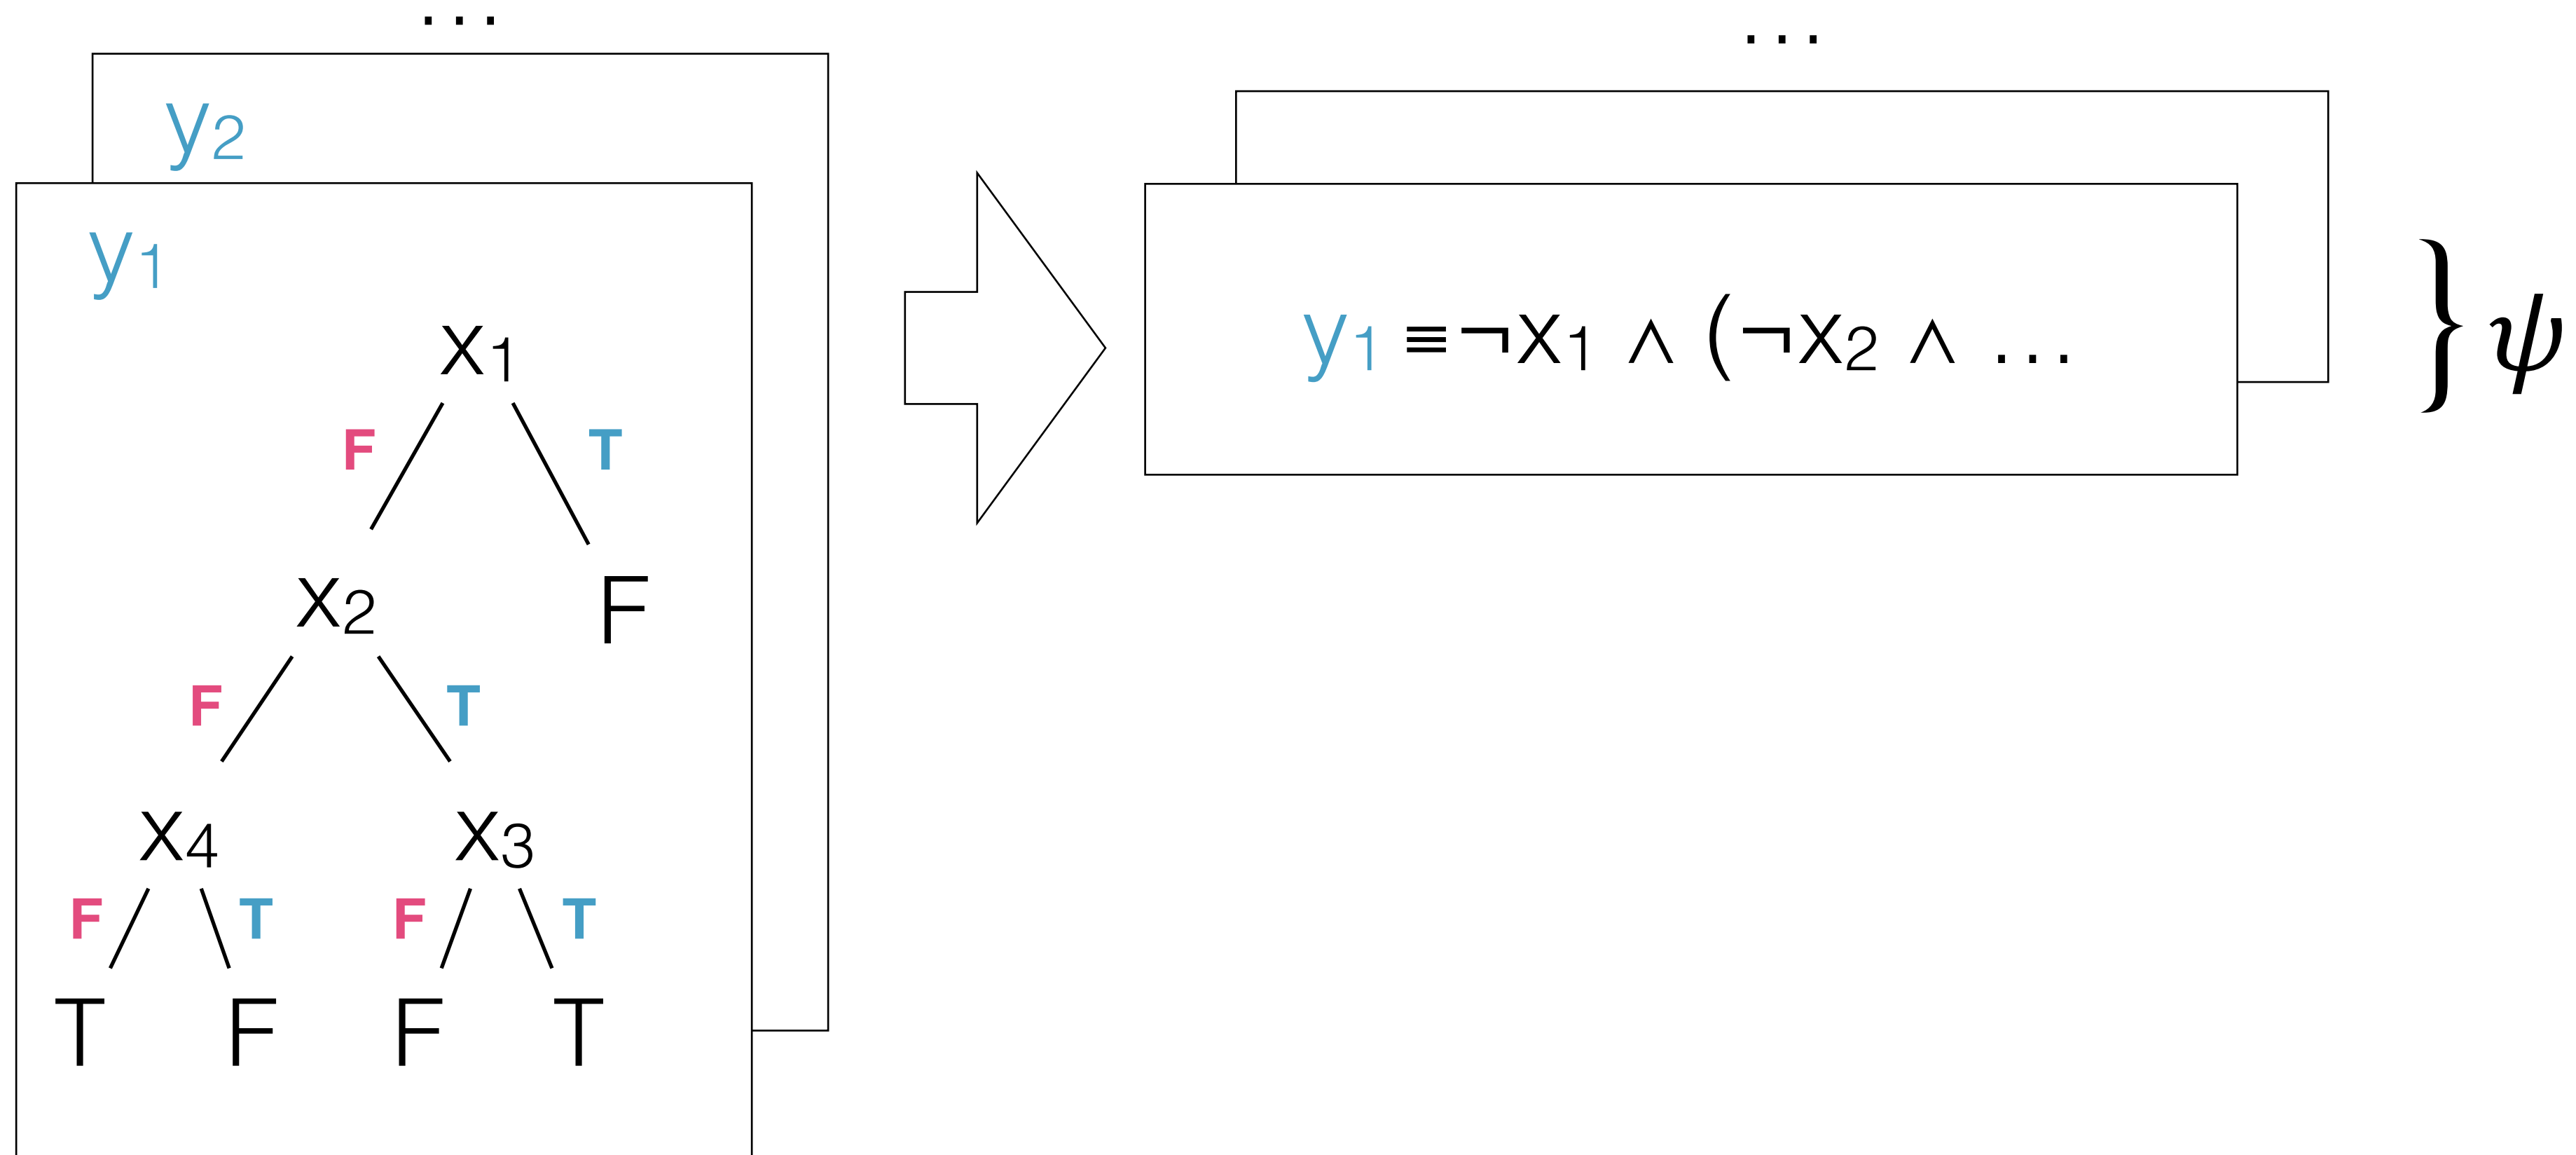 ...
...
y2
y1
y1 ≡ ¬x1 ∧ (¬x2 ∧ ...
} ψ
x1
F T
x2 F
F T
x4 x3
F T F T
T F F T